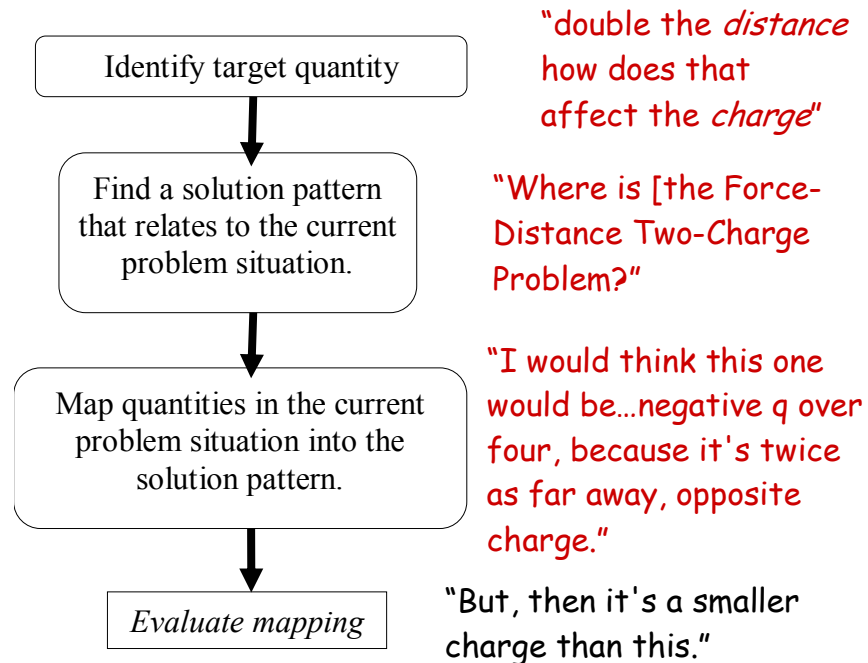 Identify target quantity
"double the distance
how does that
affect the charge"
Find a solution pattern
that relates to the current
problem situation.
"Where is [the Force-
Distance Two-Charge
Problem?"
Map quantities in the current
problem situation into the
solution pattern.
"I would think this one
would be…negative q over
four, because it's twice
as far away, opposite
charge."
Evaluate mapping
"But, then it's a smaller
charge than this."